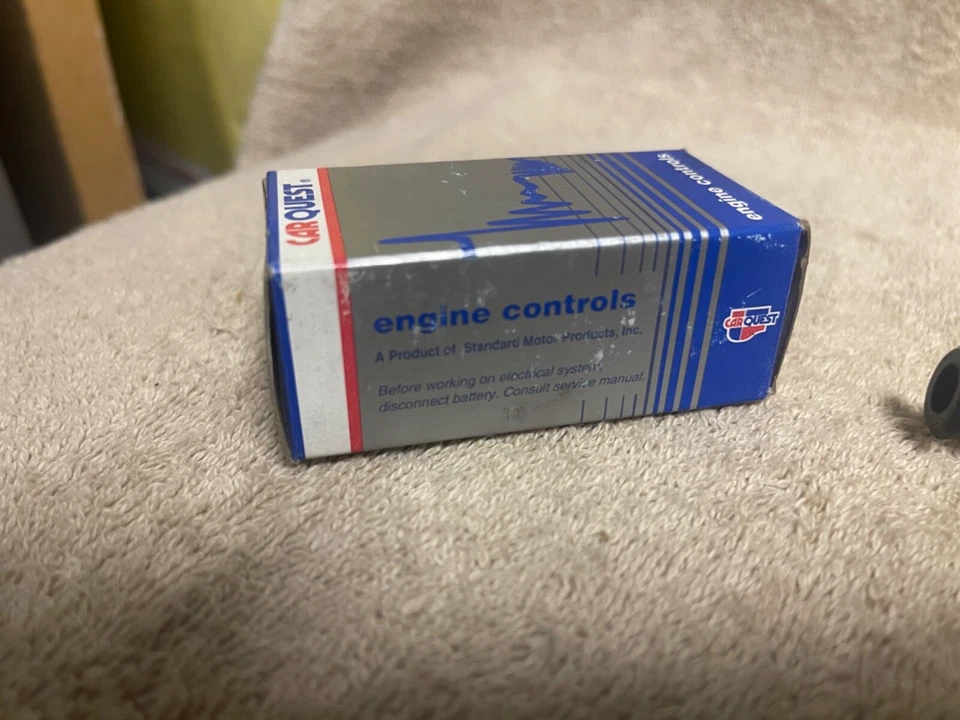 CARQUEST®
engine controls
engine controls
A Product of Standard Motor Products, Inc.
Before working on electrical system,
disconnect battery. Consult service manual.
CARQUEST